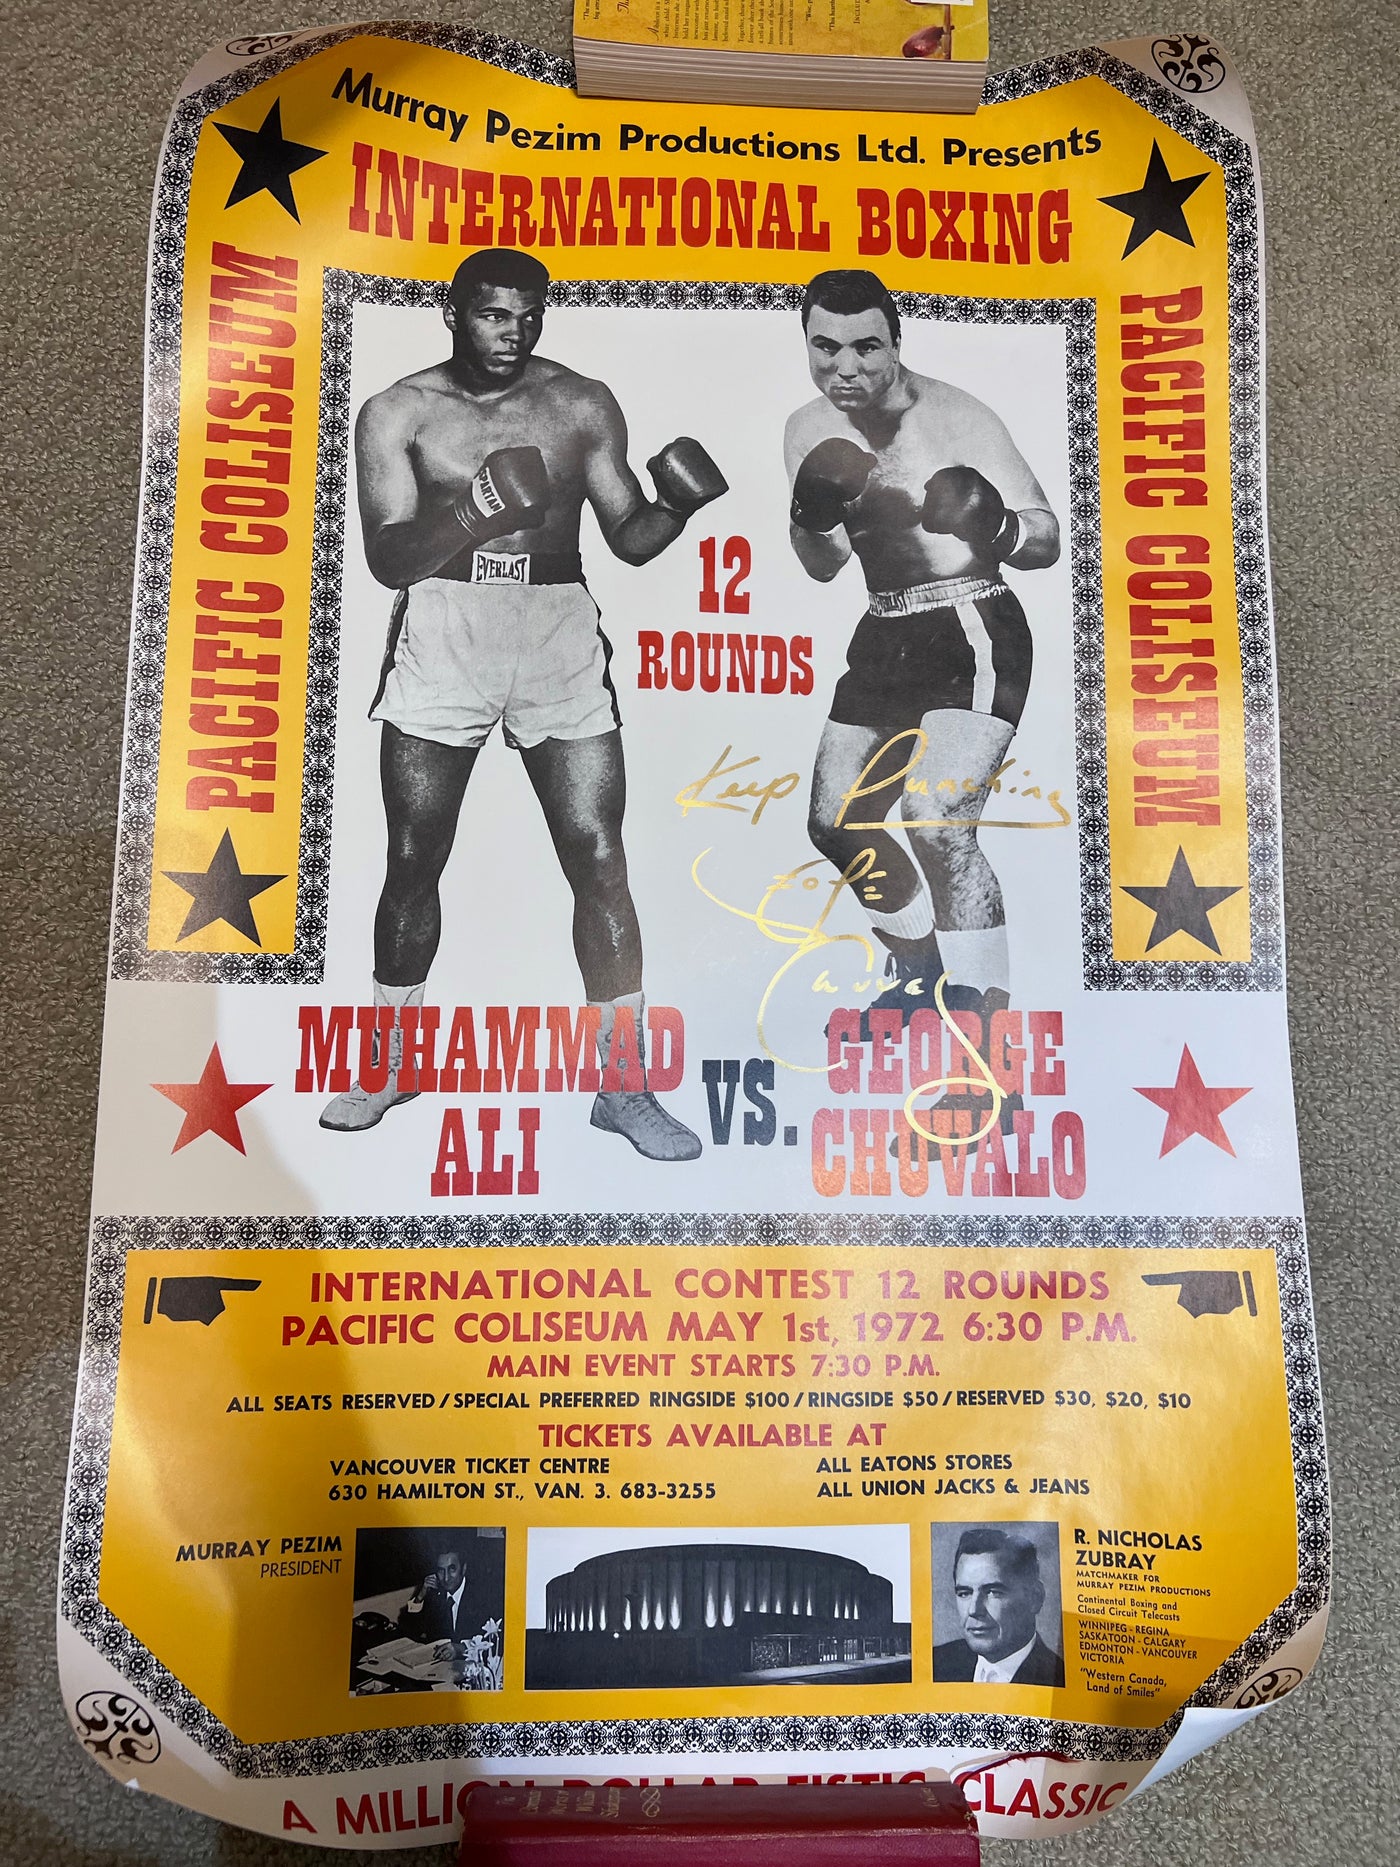 Murray Pezim Productions Ltd. Presents
INTERNATIONAL BOXING
PACIFIC COLISEUM
PACIFIC COLISEUM
SPARTAN
EVERLAST
EVERLAST
12
ROUNDS
Keep Punching
George
Chuvalo
MUHAMMAD
ALI
VS.
GEORGE
CHUVALO
INTERNATIONAL CONTEST 12 ROUNDS
PACIFIC COLISEUM MAY 1st, 1972 6:30 P.M.
MAIN EVENT STARTS 7:30 P.M.
ALL SEATS RESERVED / SPECIAL PREFERRED RINGSIDE $100 / RINGSIDE $50 / RESERVED $30, $20, $10
TICKETS AVAILABLE AT
VANCOUVER TICKET CENTRE
630 HAMILTON ST., VAN. 3. 683-3255
ALL EATONS STORES
ALL UNION JACKS & JEANS
MURRAY PEZIM
PRESIDENT
R. NICHOLAS
ZUBRAY
MATCHMAKER FOR
MURRAY PEZIM PRODUCTIONS
Continental Boxing and
Closed Circuit Telecasts
WINNIPEG - REGINA
SASKATOON - CALGARY
EDMONTON - VANCOUVER
VICTORIA
"Western Canada,
Land of Smiles"
A MILLION DOLLAR FISTIC CLASSIC